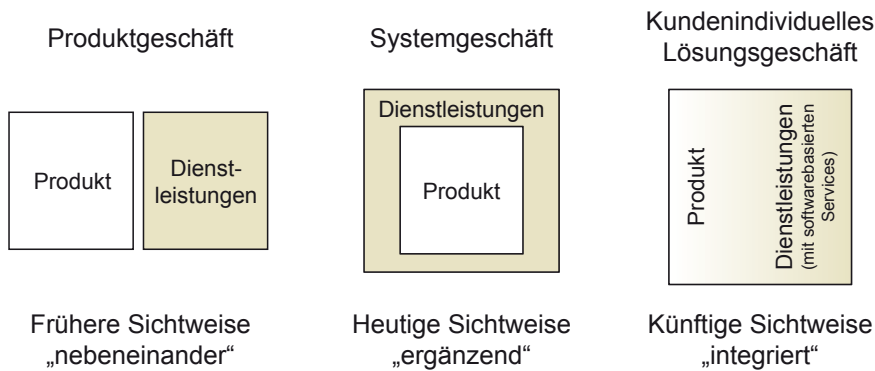 Produktgeschäft
Produkt
Dienst-
leistungen
Frühere Sichtweise
„nebeneinander“
Systemgeschäft
Dienstleistungen
Produkt
Heutige Sichtweise
„ergänzend“
Kundenindividuelles
Lösungsgeschäft
Produkt
Dienstleistungen
(mit softwarebasierten
Services)
Künftige Sichtweise
„integriert“